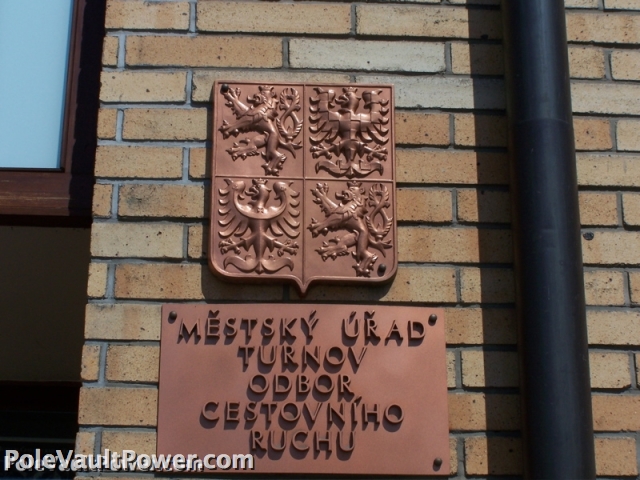 MĚSTSKÝ ÚŘAD
TURNOV
ODBOR
CESTOVNÍHO
RUCHU
PoleVaultPower.com